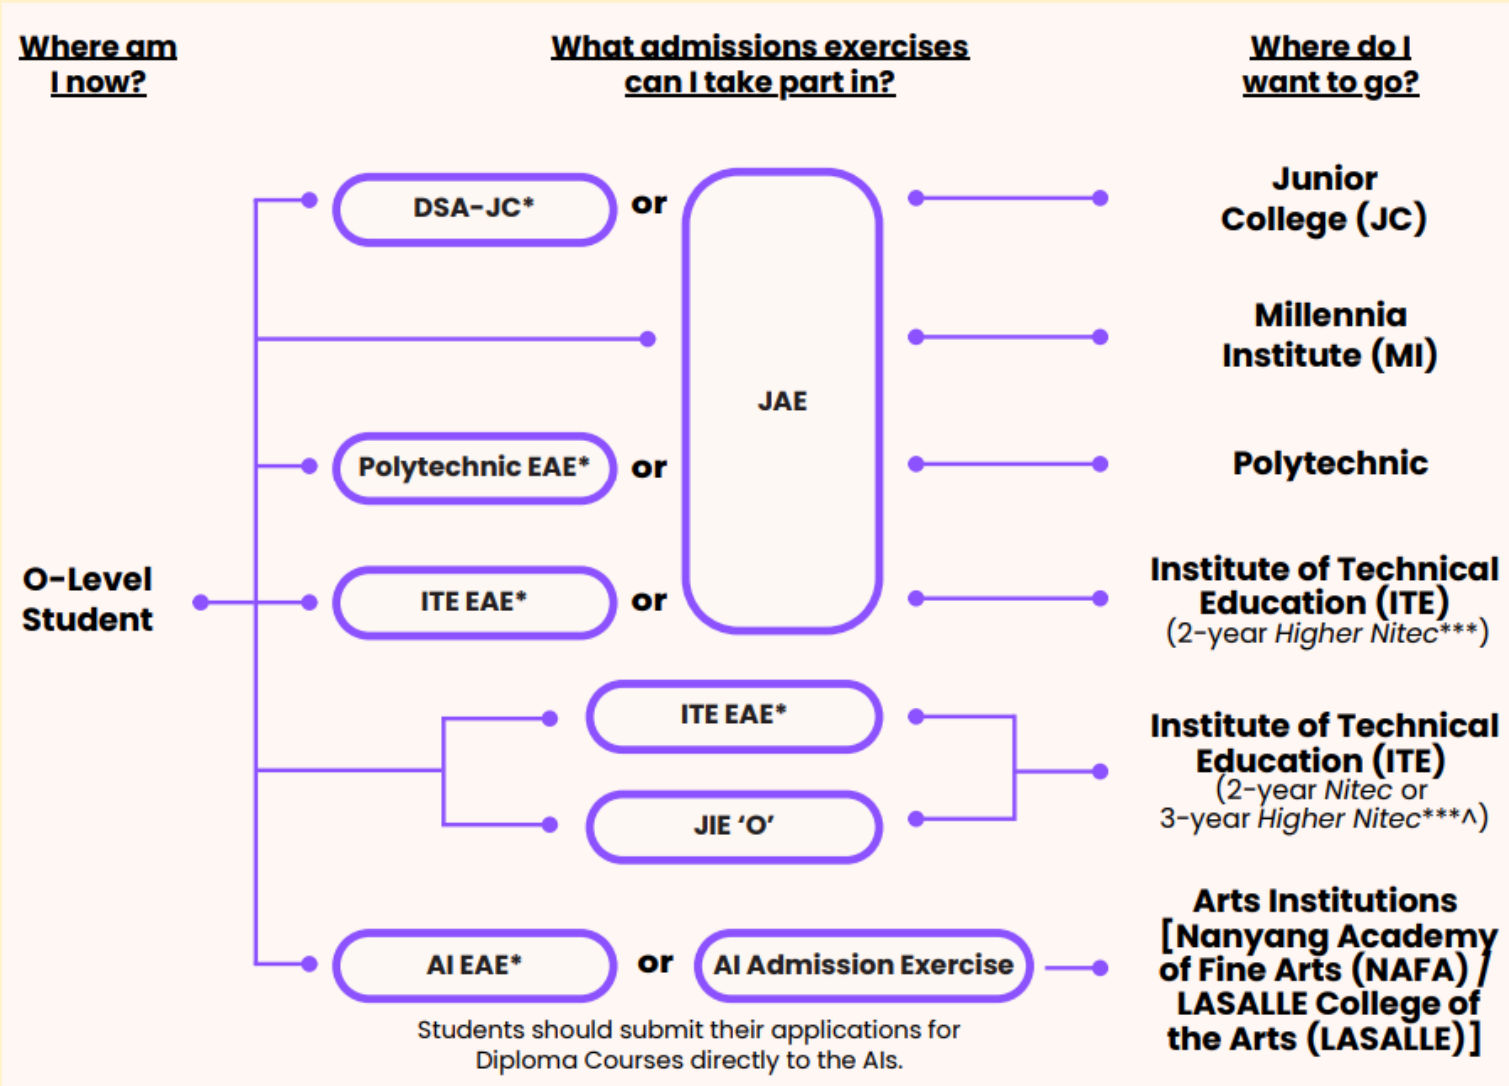 Where am
I now?
What admissions exercises
can I take part in?
Where do I
want to go?
DSA-JC*
or
Junior
College (JC)
Millennia
Institute (MI)
JAE
Polytechnic EAE*
or
Polytechnic
O-Level
Student
ITE EAE*
or
Institute of Technical
Education (ITE)
(2-year Higher Nitec***)
ITE EAE*
JIE ‘O’
Institute of Technical
Education (ITE)
(2-year Nitec or
3-year Higher Nitec***^)
AI EAE*
or
AI Admission Exercise
Students should submit their applications for
Diploma Courses directly to the AIs.
Arts Institutions
[Nanyang Academy
of Fine Arts (NAFA) /
LASALLE College of
the Arts (LASALLE)]